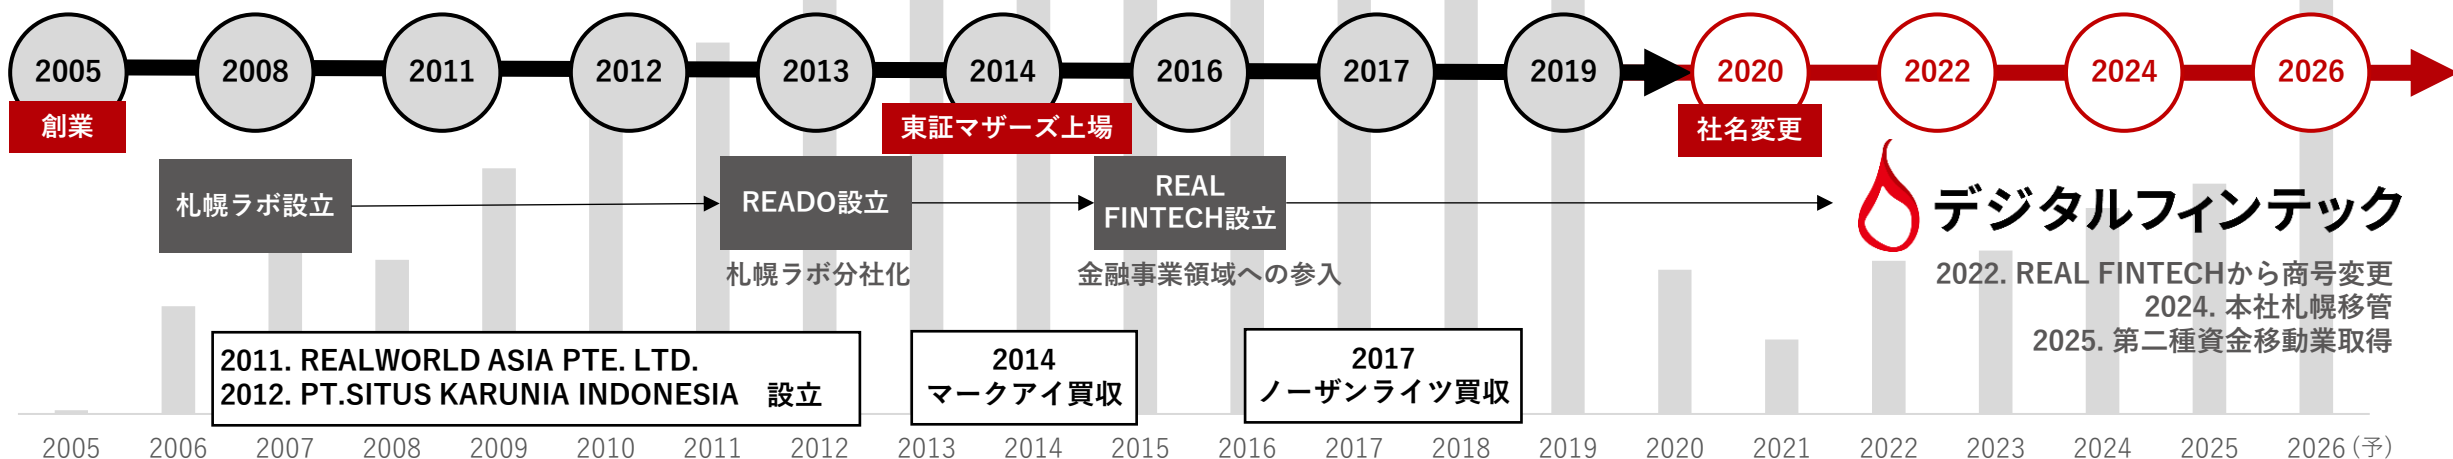 2005
2008
2011
2012
2013
2014
2016
2017
2019
2020
2022
2024
2026
創業
東証マザーズ上場
社名変更
札幌ラボ設立
READO設立
札幌ラボ分社化
REAL
FINTECH設立
金融事業領域への参入
デジタルフィンテック
2022. REAL FINTECHから商号変更
2024. 本社札幌移管
2025. 第二種資金移動業取得
2011. REALWORLD ASIA PTE. LTD.
2012. PT.SITUS KARUNIA INDONESIA　設立
2014
マークアイ買収
2017
ノーザンライツ買収
2005
2006
2007
2008
2009
2010
2011
2012
2013
2014
2015
2016
2017
2018
2019
2020
2021
2022
2023
2024
2025
2026(予)